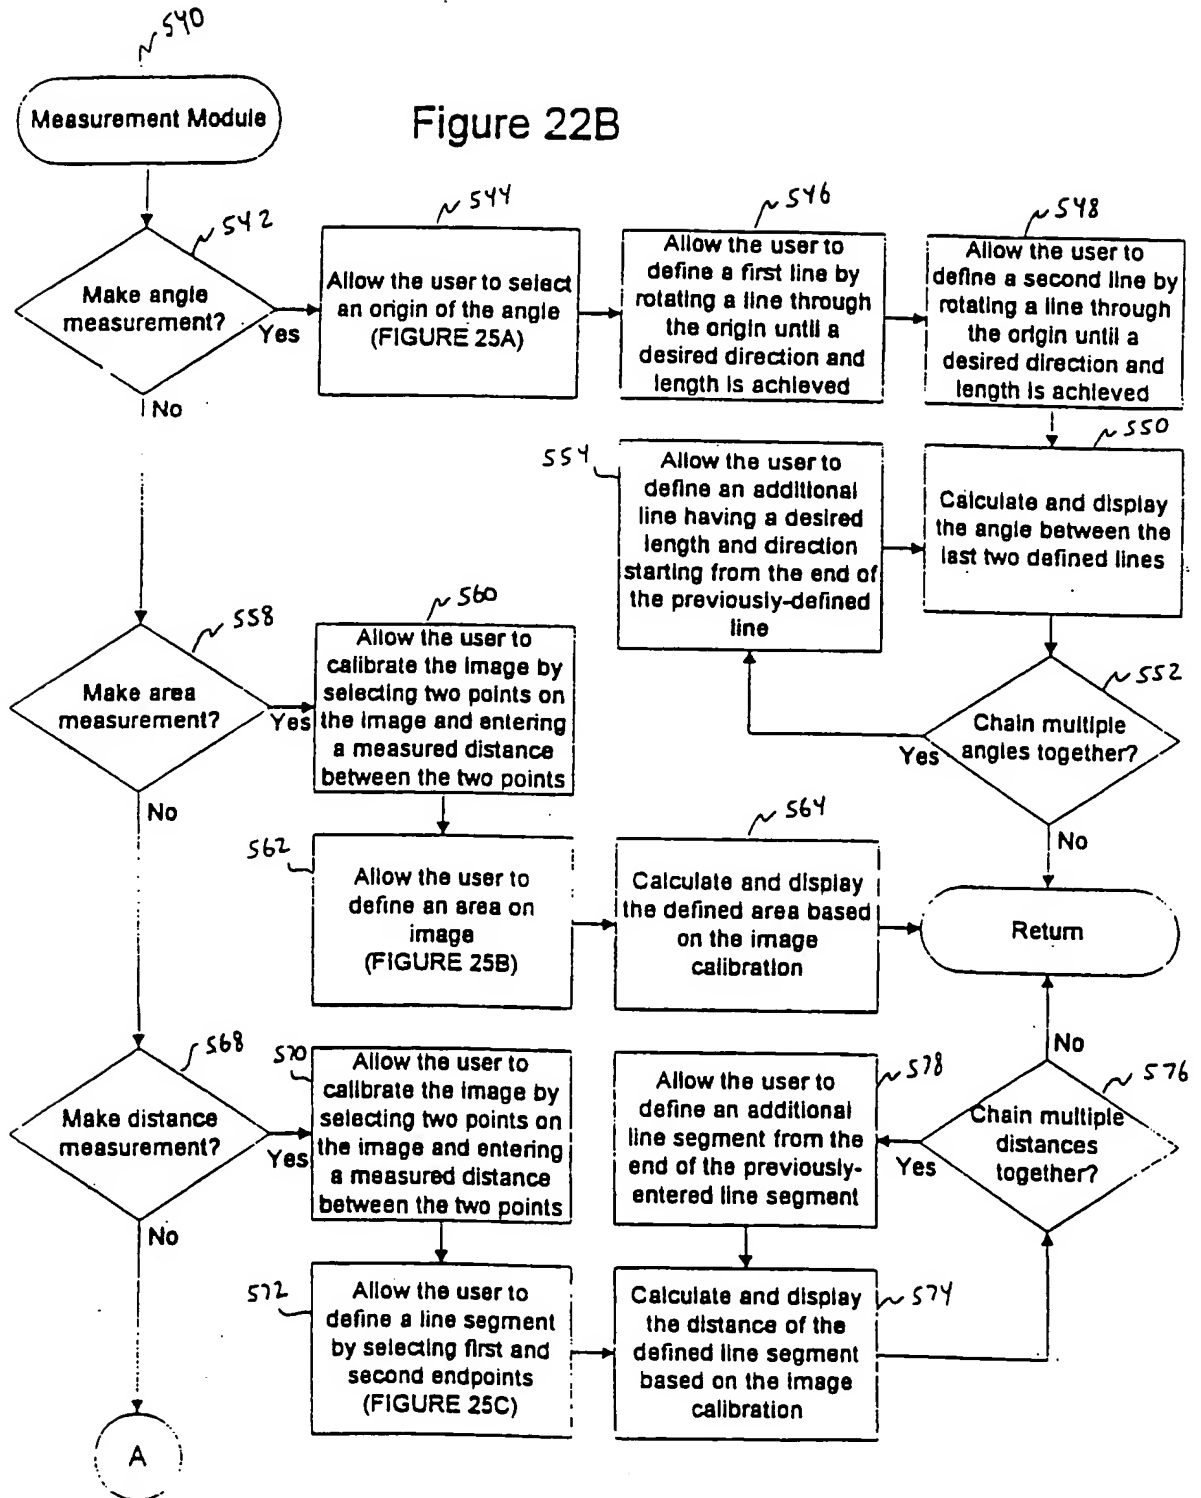 540
Measurement Module
Figure 22B
542
Make angle
measurement?
Yes
No
544
Allow the user to select
an origin of the angle
(FIGURE 25A)
546
Allow the user to
define a first line by
rotating a line through
the origin until a
desired direction and
length is achieved
548
Allow the user to
define a second line by
rotating a line through
the origin until a
desired direction and
length is achieved
550
Calculate and display
the angle between the
last two defined lines
554
Allow the user to
define an additional
line having a desired
length and direction
starting from the end of
the previously-defined
line
552
Chain multiple
angles together?
Yes
No
558
Make area
measurement?
Yes
No
560
Allow the user to
calibrate the image by
selecting two points on
the image and entering
a measured distance
between the two points
562
Allow the user to
define an area on
image
(FIGURE 25B)
564
Calculate and display
the defined area based
on the image
calibration
Return
568
Make distance
measurement?
Yes
No
570
Allow the user to
calibrate the image by
selecting two points on
the image and entering
a measured distance
between the two points
572
Allow the user to
define a line segment
by selecting first and
second endpoints
(FIGURE 25C)
578
Allow the user to
define an additional
line segment from the
end of the previously-
entered line segment
574
Calculate and display
the distance of the
defined line segment
based on the image
calibration
576
Chain multiple
distances
together?
Yes
No
A